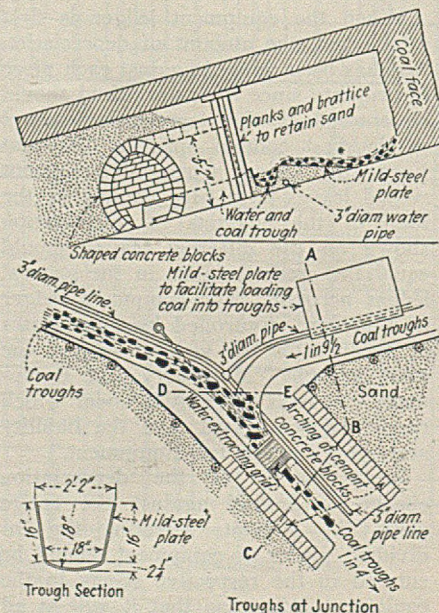 Coal face
Planks and brattice
to retain sand
5'-2"
Mild-steel
plate
Water and
coal trough
3"diam water
pipe
Shaped concrete blocks
A
Mild-steel plate
to facilitate loading
coal into troughs
3"diam. pipe line
3"diam. pipe
Coal troughs
1 in 9½
Coal
troughs
D
E
Sand
Water extracting grid
B
Arching of cement
concrete blocks
C
3"diam.
pipe line
Coal troughs
1 in 4
2'-2"
16"
18"
18"
16"
2¼"
Mild-steel
plate
Trough Section
Troughs at Junction